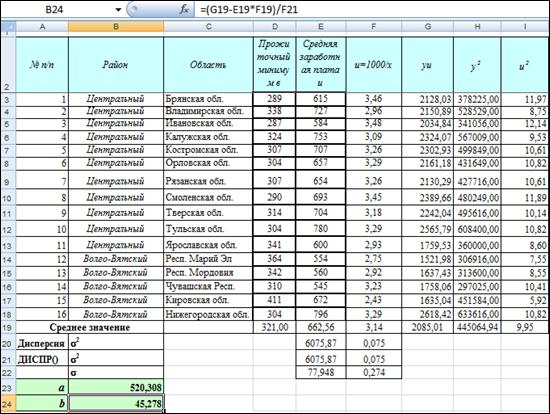 B24 fx =(G19-E19*F19)/F21
A B C D E F G H I
2 № п/п Район Область Прожи точный миниму м в Средняя заработн ая плата и u=1000/x yu y² u²
3 1 Центральный Брянская обл. 289 615 3,46 2128,03 378225,00 11,97
4 2 Центральный Владимирская обл. 338 727 2,96 2150,89 528529,00 8,75
5 3 Центральный Ивановская обл. 287 584 3,48 2034,84 341056,00 12,14
6 4 Центральный Калужская обл. 324 753 3,09 2324,07 567009,00 9,53
7 5 Центральный Костромская обл. 307 707 3,26 2302,93 499849,00 10,61
8 6 Центральный Орловская обл. 304 657 3,29 2161,18 431649,00 10,82
9 7 Центральный Рязанская обл. 307 654 3,26 2130,29 427716,00 10,61
10 8 Центральный Смоленская обл. 290 693 3,45 2389,66 480249,00 11,89
11 9 Центральный Тверская обл. 314 704 3,18 2242,04 495616,00 10,14
12 10 Центральный Тульская обл. 304 780 3,29 2565,79 608400,00 10,82
13 11 Центральный Ярославская обл. 341 600 2,93 1759,53 360000,00 8,60
14 12 Волго-Вятский Респ. Марий Эл 364 554 2,75 1521,98 306916,00 7,55
15 13 Волго-Вятский Респ. Мордовия 342 560 2,92 1637,43 313600,00 8,55
16 14 Волго-Вятский Чувашская Респ. 310 545 3,23 1758,06 297025,00 10,41
17 15 Волго-Вятский Кировская обл. 411 672 2,43 1635,04 451584,00 5,92
18 16 Волго-Вятский Нижегородская обл. 304 796 3,29 2618,42 633616,00 10,82
19 Среднее значение 321,00 662,56 3,14 2085,01 445064,94 9,95
20 Дисперсия σ² 6075,87 0,075
21 ДИСПР() σ² 6075,87 0,075
22 σ 77,948 0,274
23 a 520,308
24 b 45,278